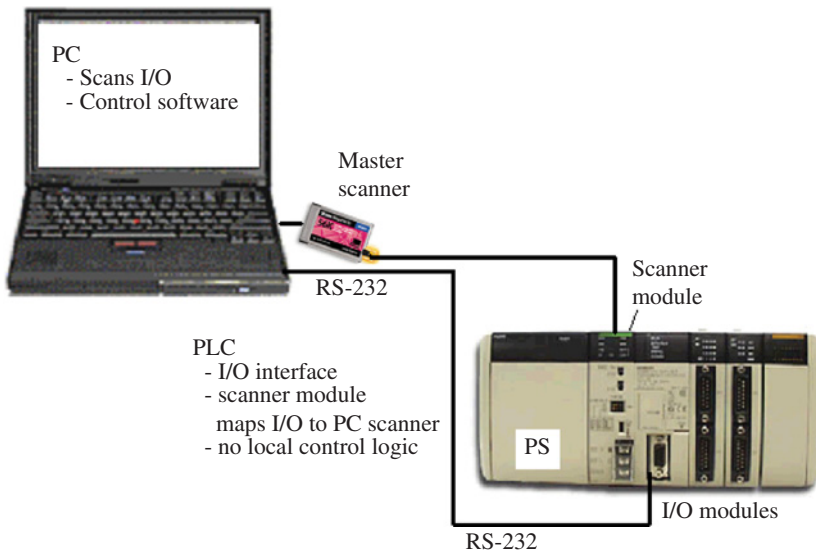 PC
- Scans I/O
- Control software
Master
scanner
RS-232
Scanner
module
PLC
- I/O interface
- scanner module
maps I/O to PC scanner
- no local control logic
PS
I/O modules
RS-232